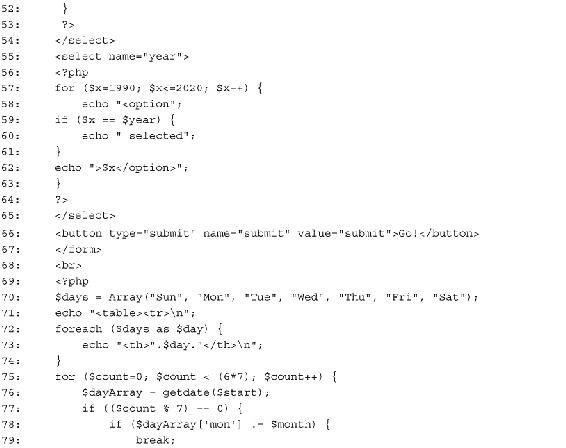 52:      }
53:      ?>
54:     </select>
55:     <select name="year">
56:     <?php
57:     for ($x=1990; $x<=2020; $x++) {
58:         echo "<option";
59:     if ($x == $year) {
60:         echo " selected";
61:     }
62:     echo ">$x</option>";
63:     }
64:     ?>
65:     </select>
66:     <button type="submit" name="submit" value="submit">Go!</button>
67:     </form>
68:     <br>
69:     <?php
70:     $days = Array("Sun", "Mon", "Tue", "Wed", "Thu", "Fri", "Sat");
71:     echo "<table><tr>\n";
72:     foreach ($days as $day) {
73:         echo "<th>".$day."</th>\n";
74:     }
75:     for ($count=0; $count < (6*7); $count++) {
76:         $dayArray = getdate($start);
77:         if (($count % 7) == 0) {
78:             if ($dayArray['mon'] != $month) {
79:                 break;